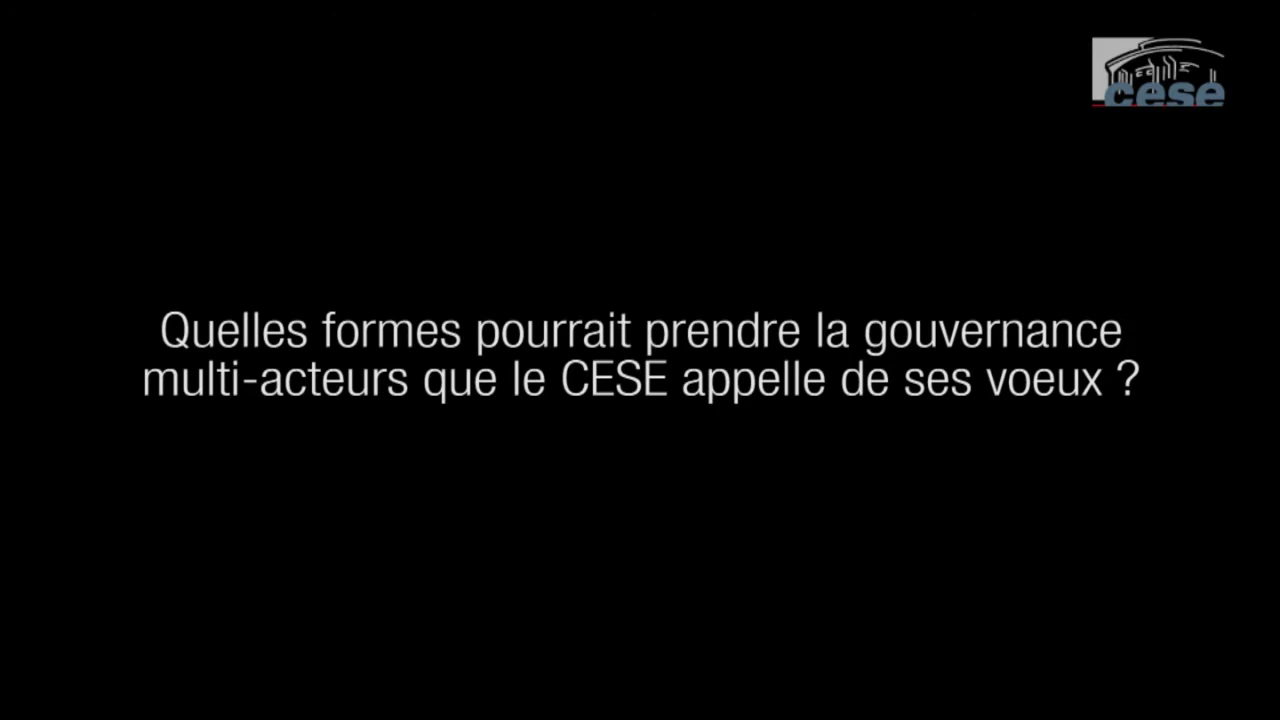 cese
Quelles formes pourrait prendre la gouvernance
multi-acteurs que le CESE appelle de ses voeux ?